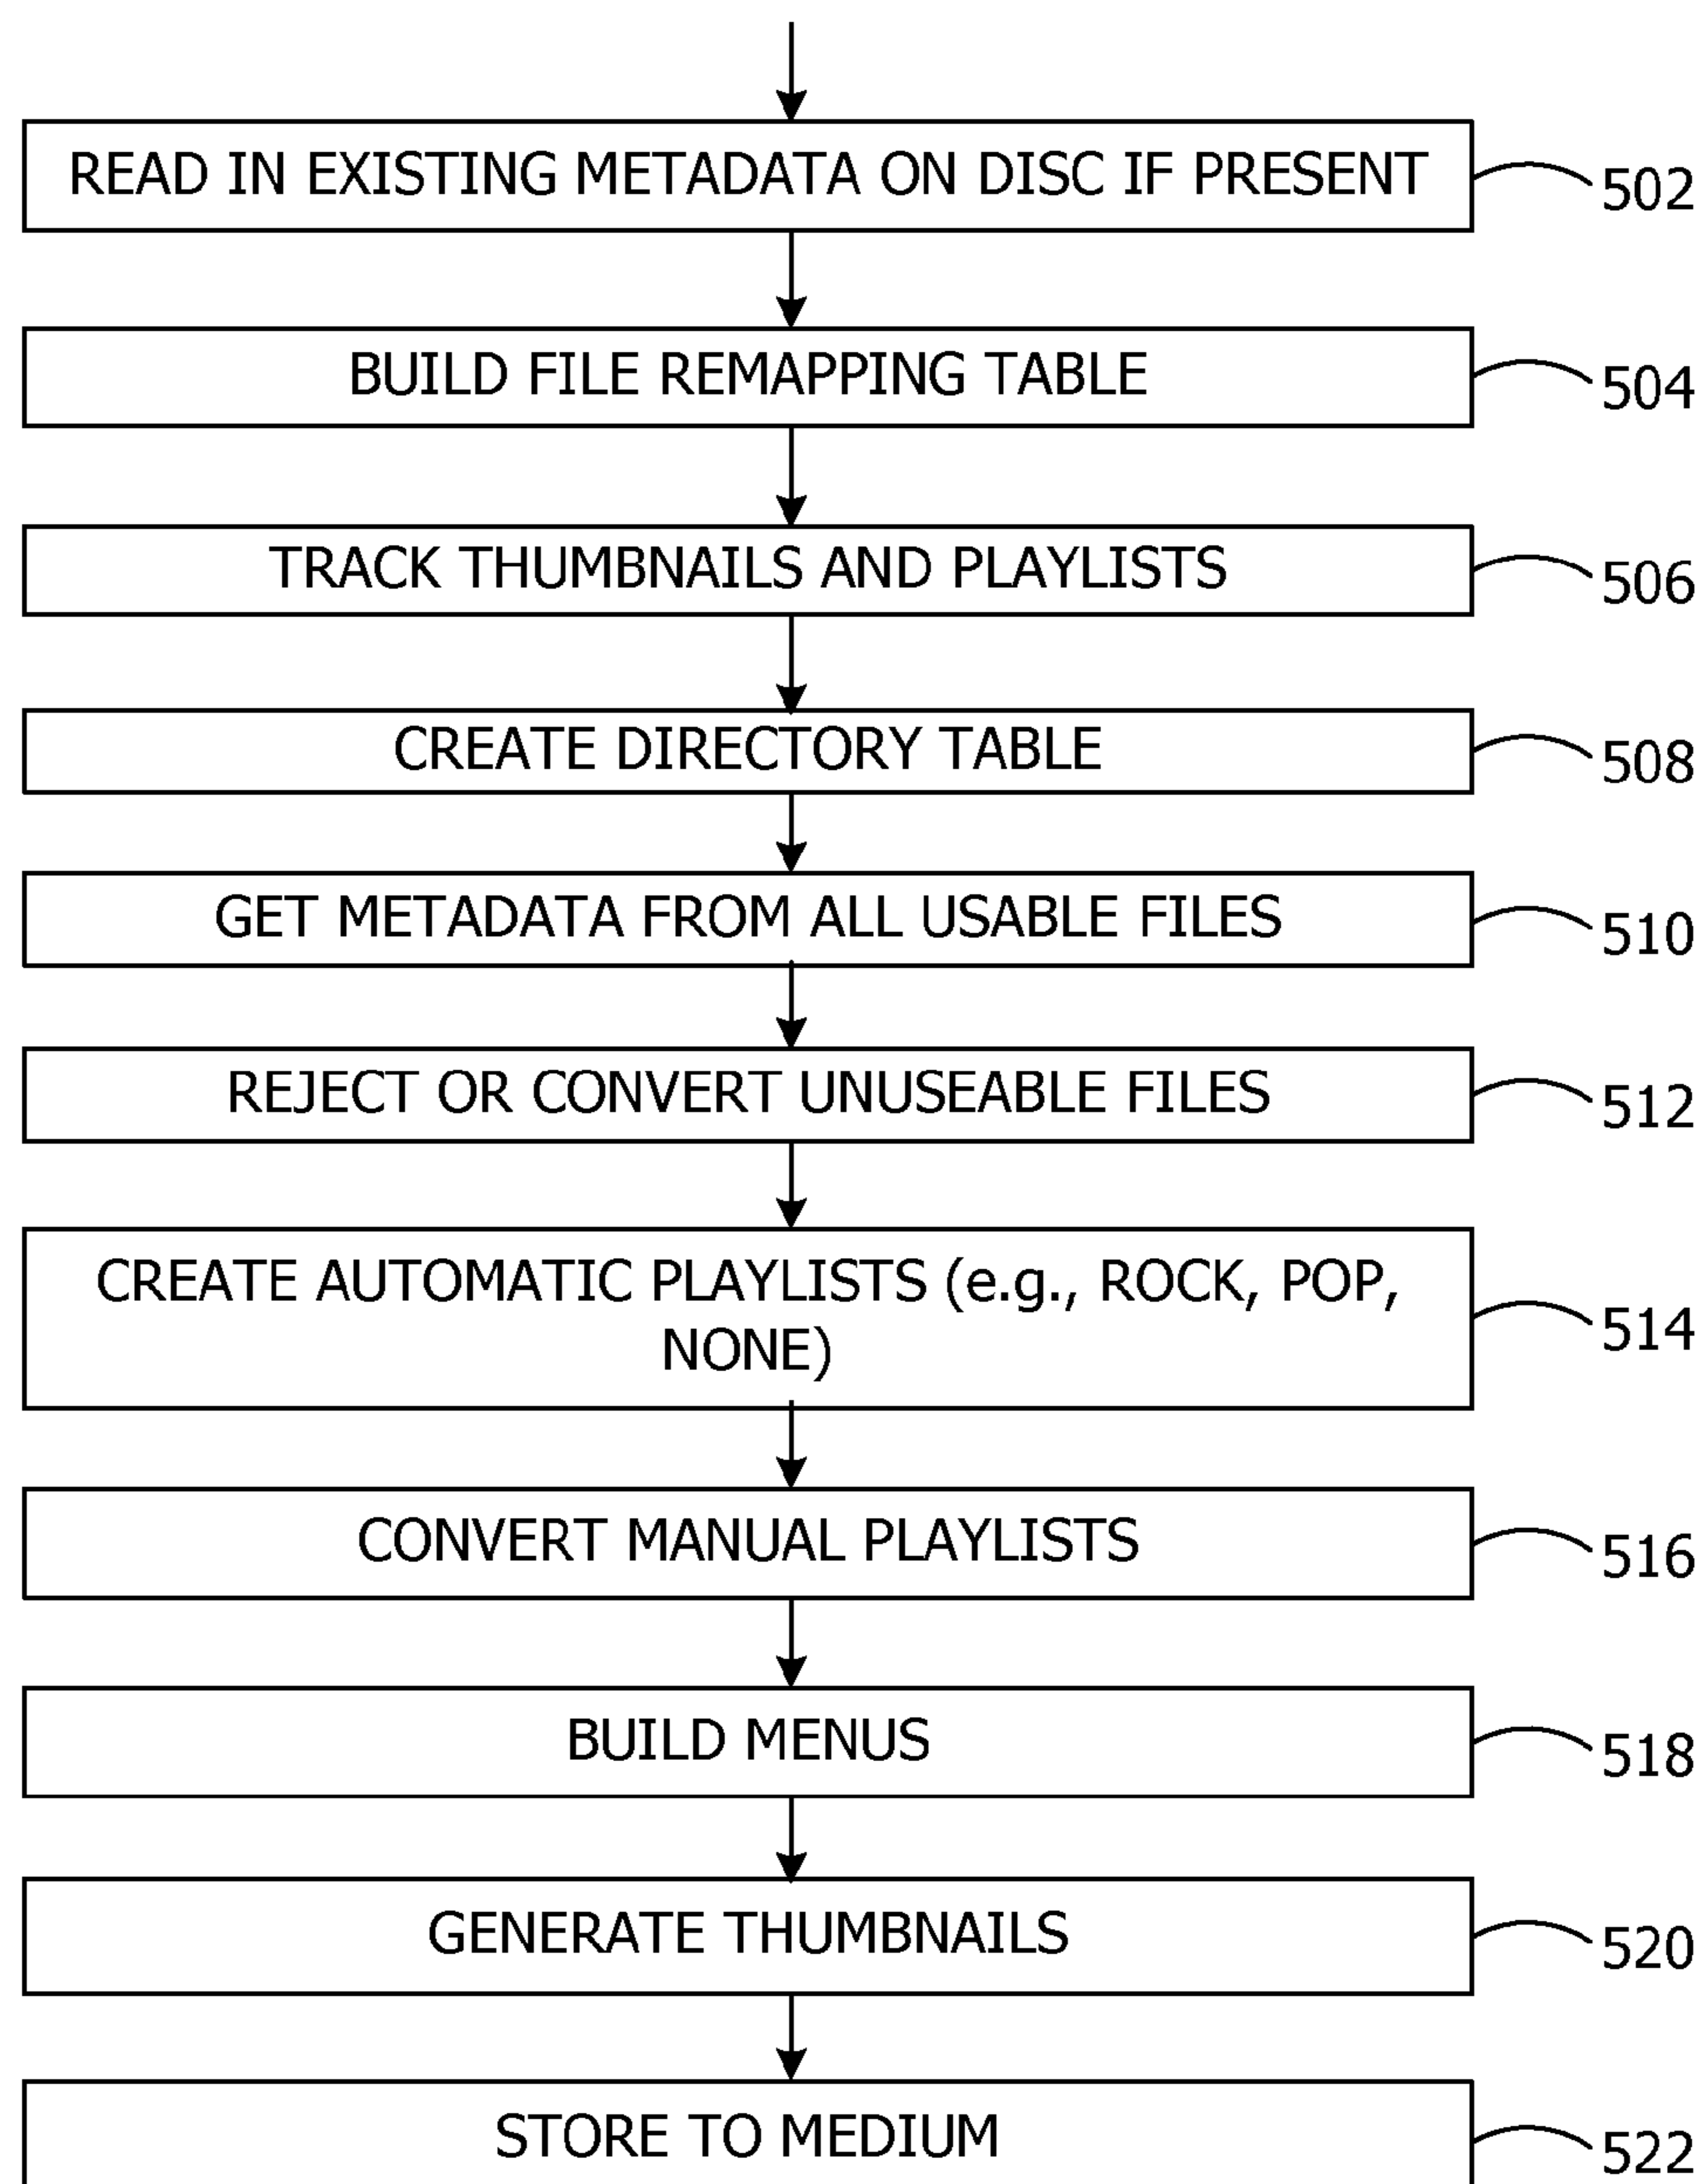 READ IN EXISTING METADATA ON DISC IF PRESENT
502
BUILD FILE REMAPPING TABLE
504
TRACK THUMBNAILS AND PLAYLISTS
506
CREATE DIRECTORY TABLE
508
GET METADATA FROM ALL USABLE FILES
510
REJECT OR CONVERT UNUSEABLE FILES
512
CREATE AUTOMATIC PLAYLISTS (e.g., ROCK, POP,
NONE)
514
CONVERT MANUAL PLAYLISTS
516
BUILD MENUS
518
GENERATE THUMBNAILS
520
STORE TO MEDIUM
522